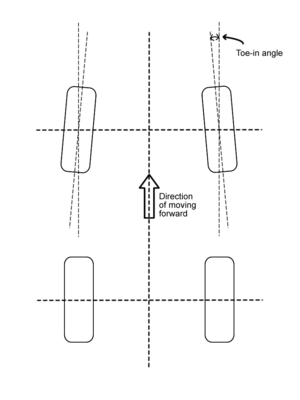 Toe-in angle
Direction
of moving
forward